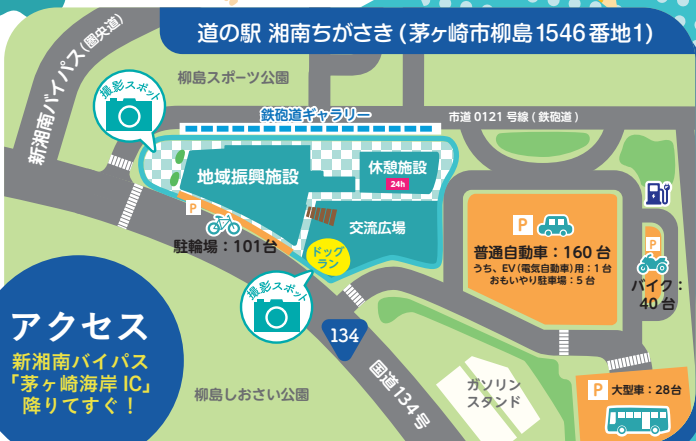 道の駅 湘南ちがさき (茅ヶ崎市柳島1546番地1)
新湘南バイパス(圏央道)
柳島スポーツ公園
撮影スポット
鉄砲道ギャラリー
市道0121号線(鉄砲道)
地域振興施設
休憩施設
24h
P
駐輪場:101台
交流広場
ドッグ
ラン
P
普通自動車:160台
うち、EV(電気自動車)用:1台
おもいやり駐車場:5台
P
バイク:
40台
撮影スポット
134
国道134号
アクセス
新湘南バイパス
「茅ヶ崎海岸IC」
降りてすぐ!
柳島しおさい公園
ガソリン
スタンド
P 大型車:28台